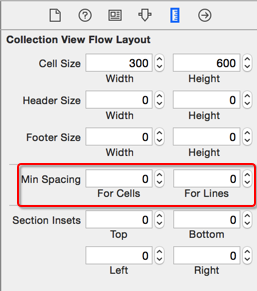 Collection View Flow Layout
Cell Size 300 600
Width Height
Header Size 0 0
Width Height
Footer Size 0 0
Width Height
Min Spacing 0 0
For Cells For Lines
Section Insets 0 0
Top Bottom
0 0
Left Right